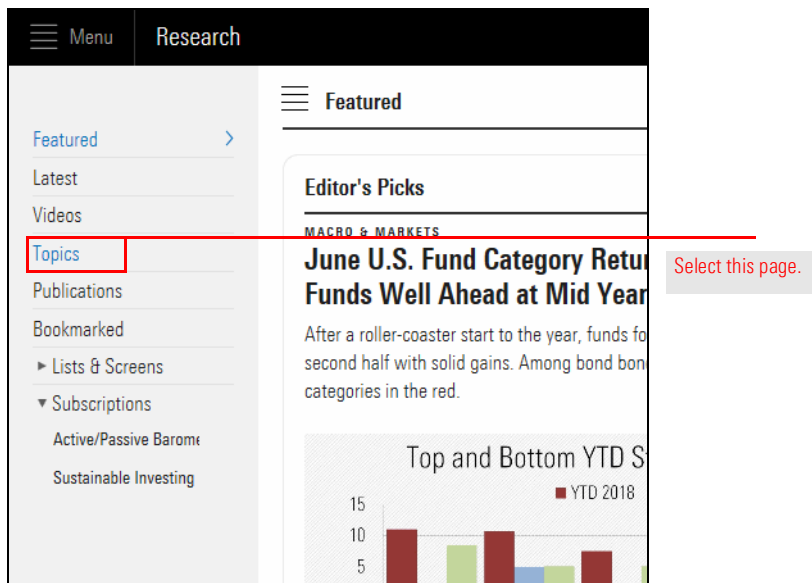 Menu
Research
Featured
Latest
Videos
Topics
Publications
Bookmarked
Lists & Screens
Subscriptions
Active/Passive Barome
Sustainable Investing
Featured
Editor's Picks
MACRO & MARKETS
June U.S. Fund Category Retu
Funds Well Ahead at Mid Year
After a roller-coaster start to the year, funds fo
second half with solid gains. Among bond bon
categories in the red.
Top and Bottom YTD S
YTD 2018
15
10
5
Select this page.